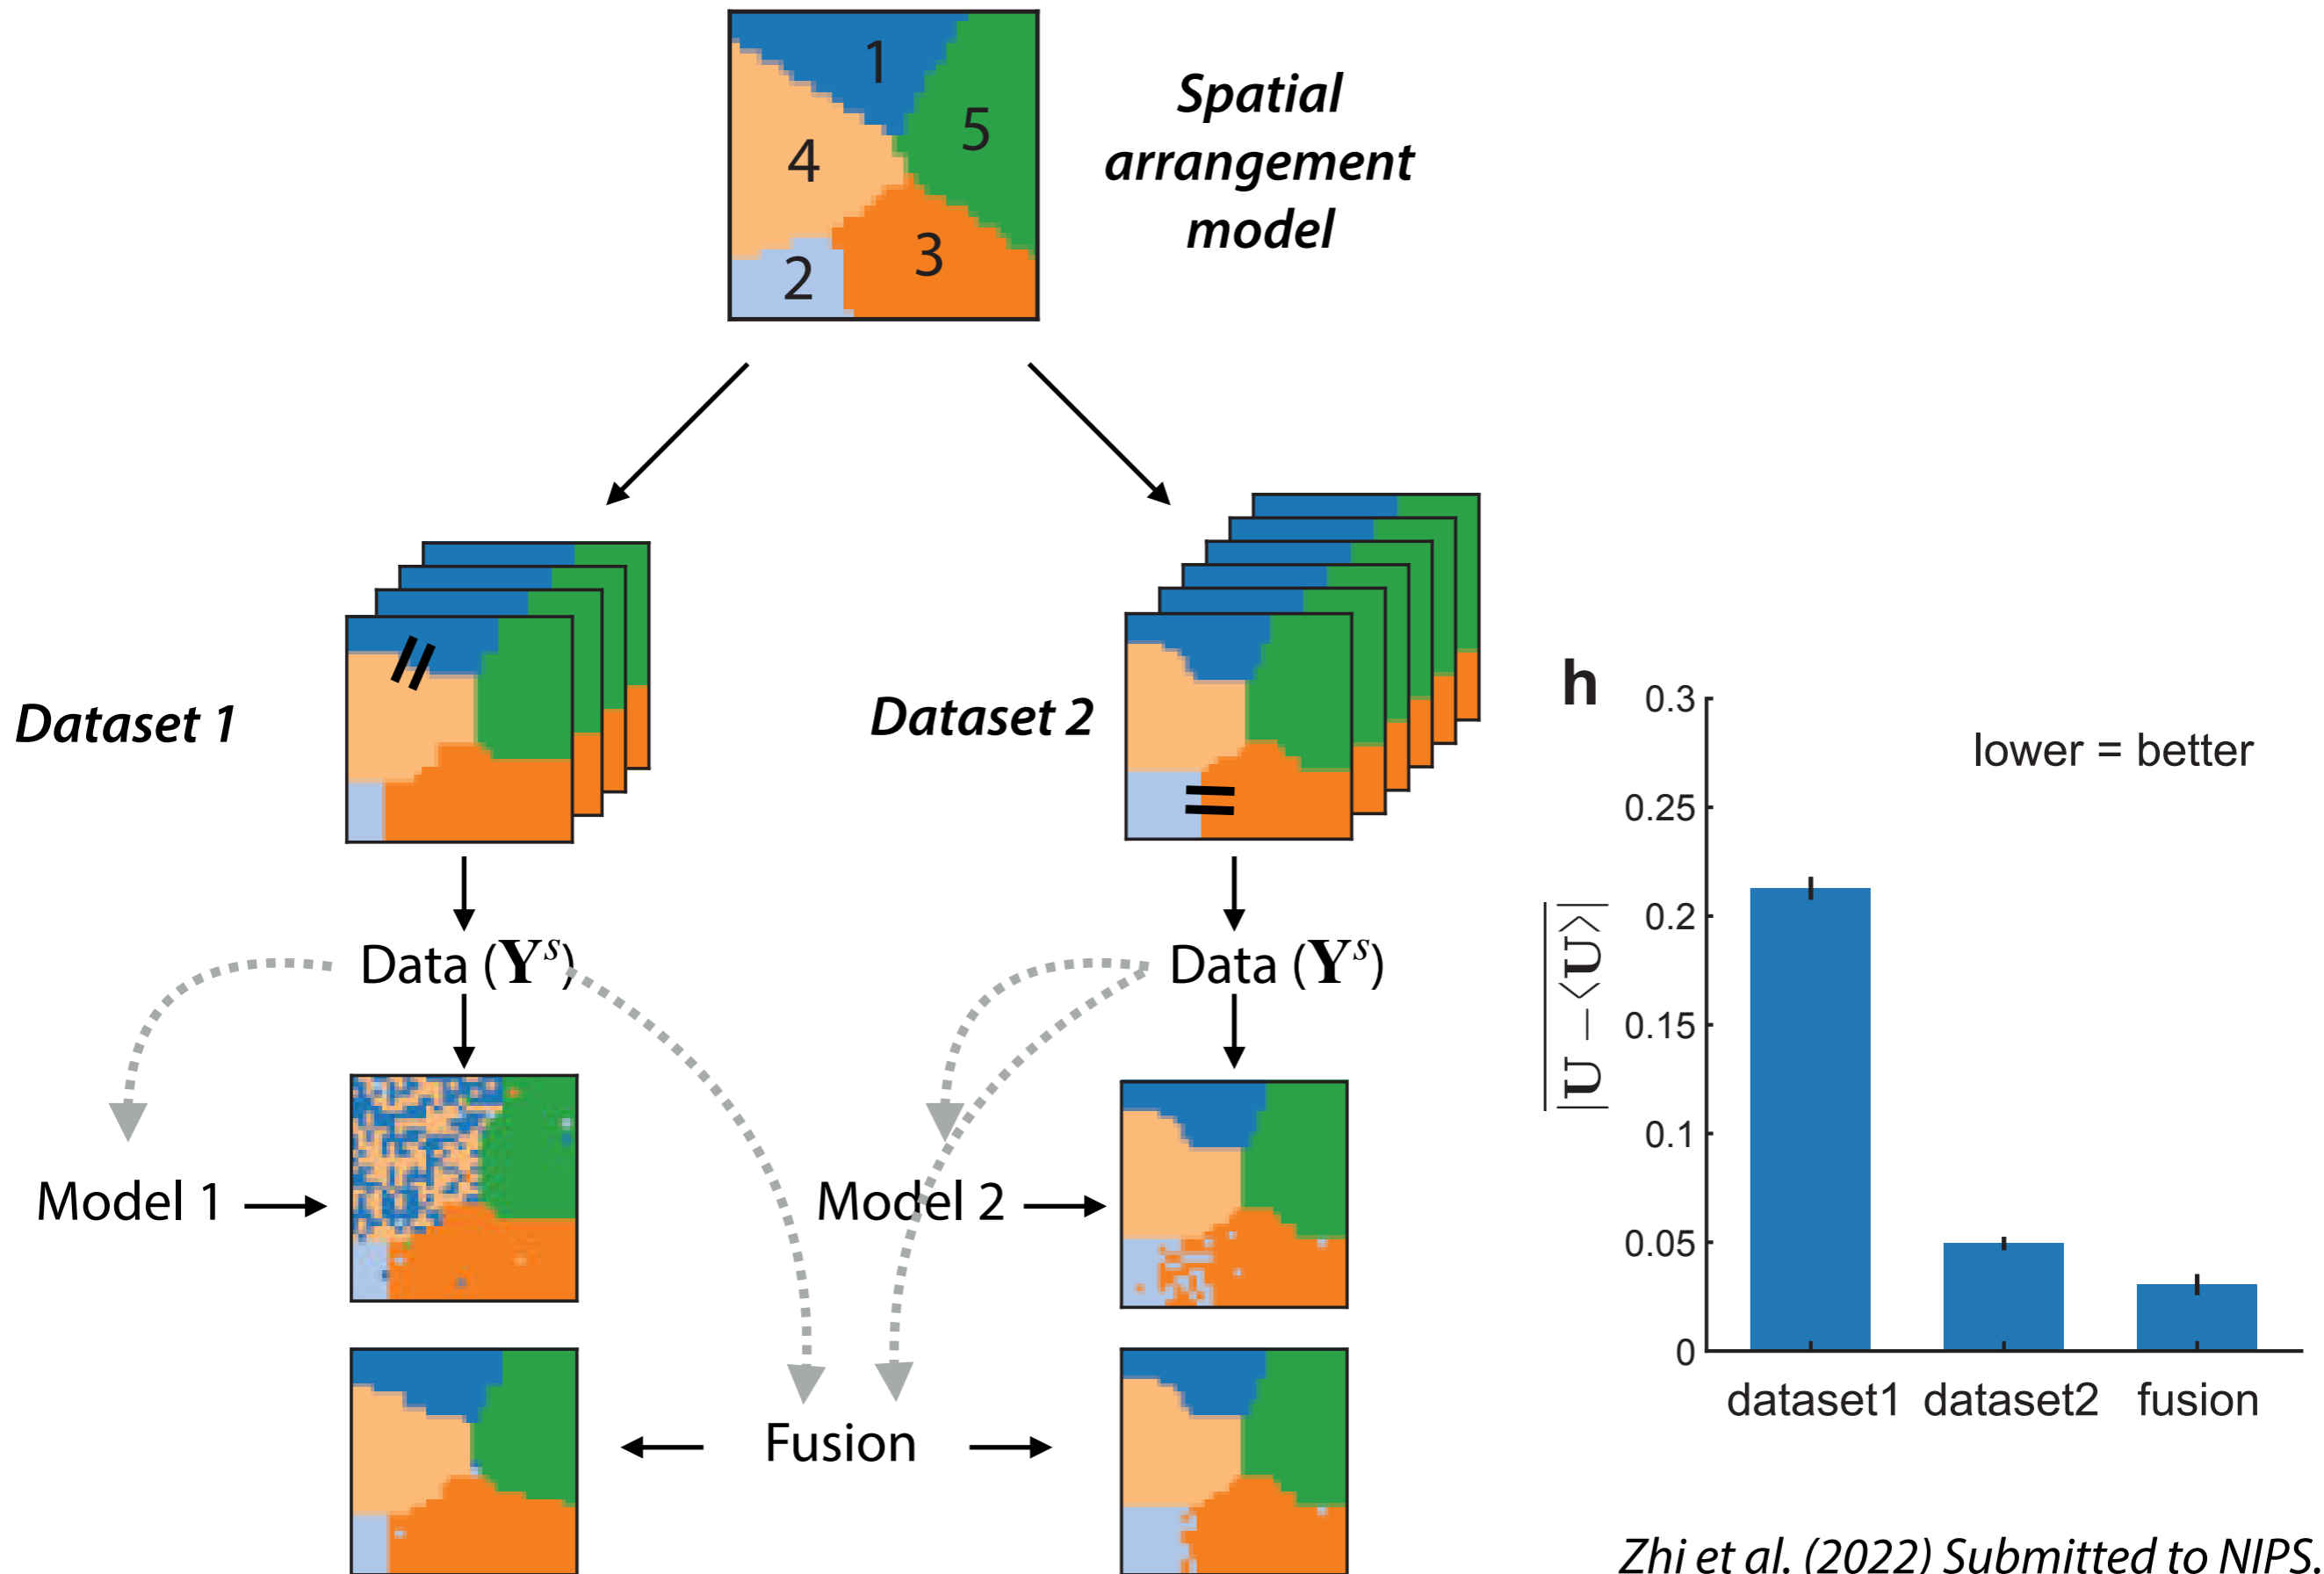 1
5
4
3
2
Spatial
arrangement
model
Dataset 1
Dataset 2
Data (Yˢ)
Data (Yˢ)
Model 1
Model 2
Fusion
h
lower = better
0.3
0.25
0.2
0.15
0.1
0.05
0
|U − ⟨U⟩|
dataset1 dataset2 fusion
Zhi et al. (2022) Submitted to NIPS.